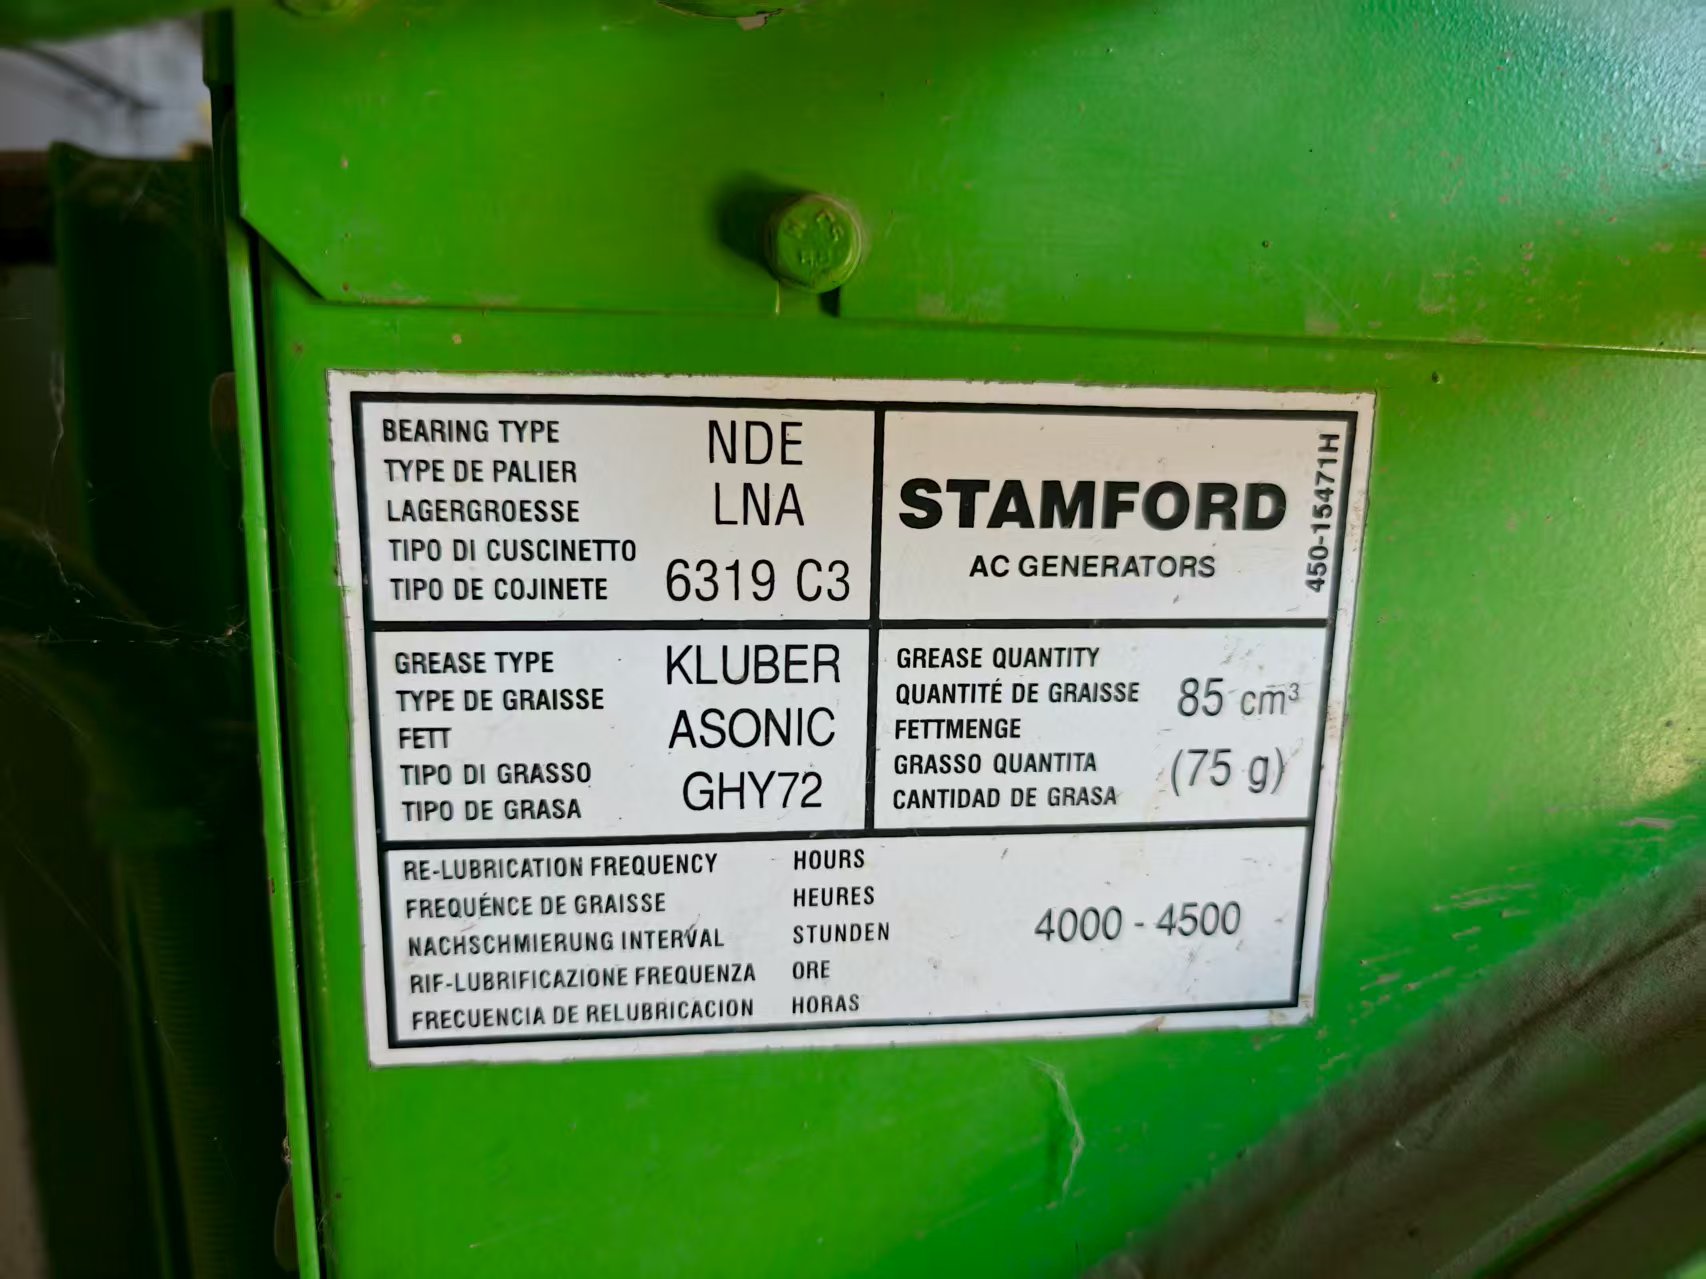 BEARING TYPE
TYPE DE PALIER
LAGERGROESSE
TIPO DI CUSCINETTO
TIPO DE COJINETE
NDE
LNA
6319 C3
STAMFORD
AC GENERATORS
450-15471H
GREASE TYPE
TYPE DE GRAISSE
FETT
TIPO DI GRASSO
TIPO DE GRASA
KLUBER
ASONIC
GHY72
GREASE QUANTITY
QUANTITÉ DE GRAISSE
FETTMENGE
GRASSO QUANTITA
CANTIDAD DE GRASA
85 cm³
(75 g)
RE-LUBRICATION FREQUENCY HOURS
FREQUÉNCE DE GRAISSE HEURES
NACHSCHMIERUNG INTERVAL STUNDEN
RIF-LUBRIFICAZIONE FREQUENZA ORE
FRECUENCIA DE RELUBRICACION HORAS
4000 - 4500